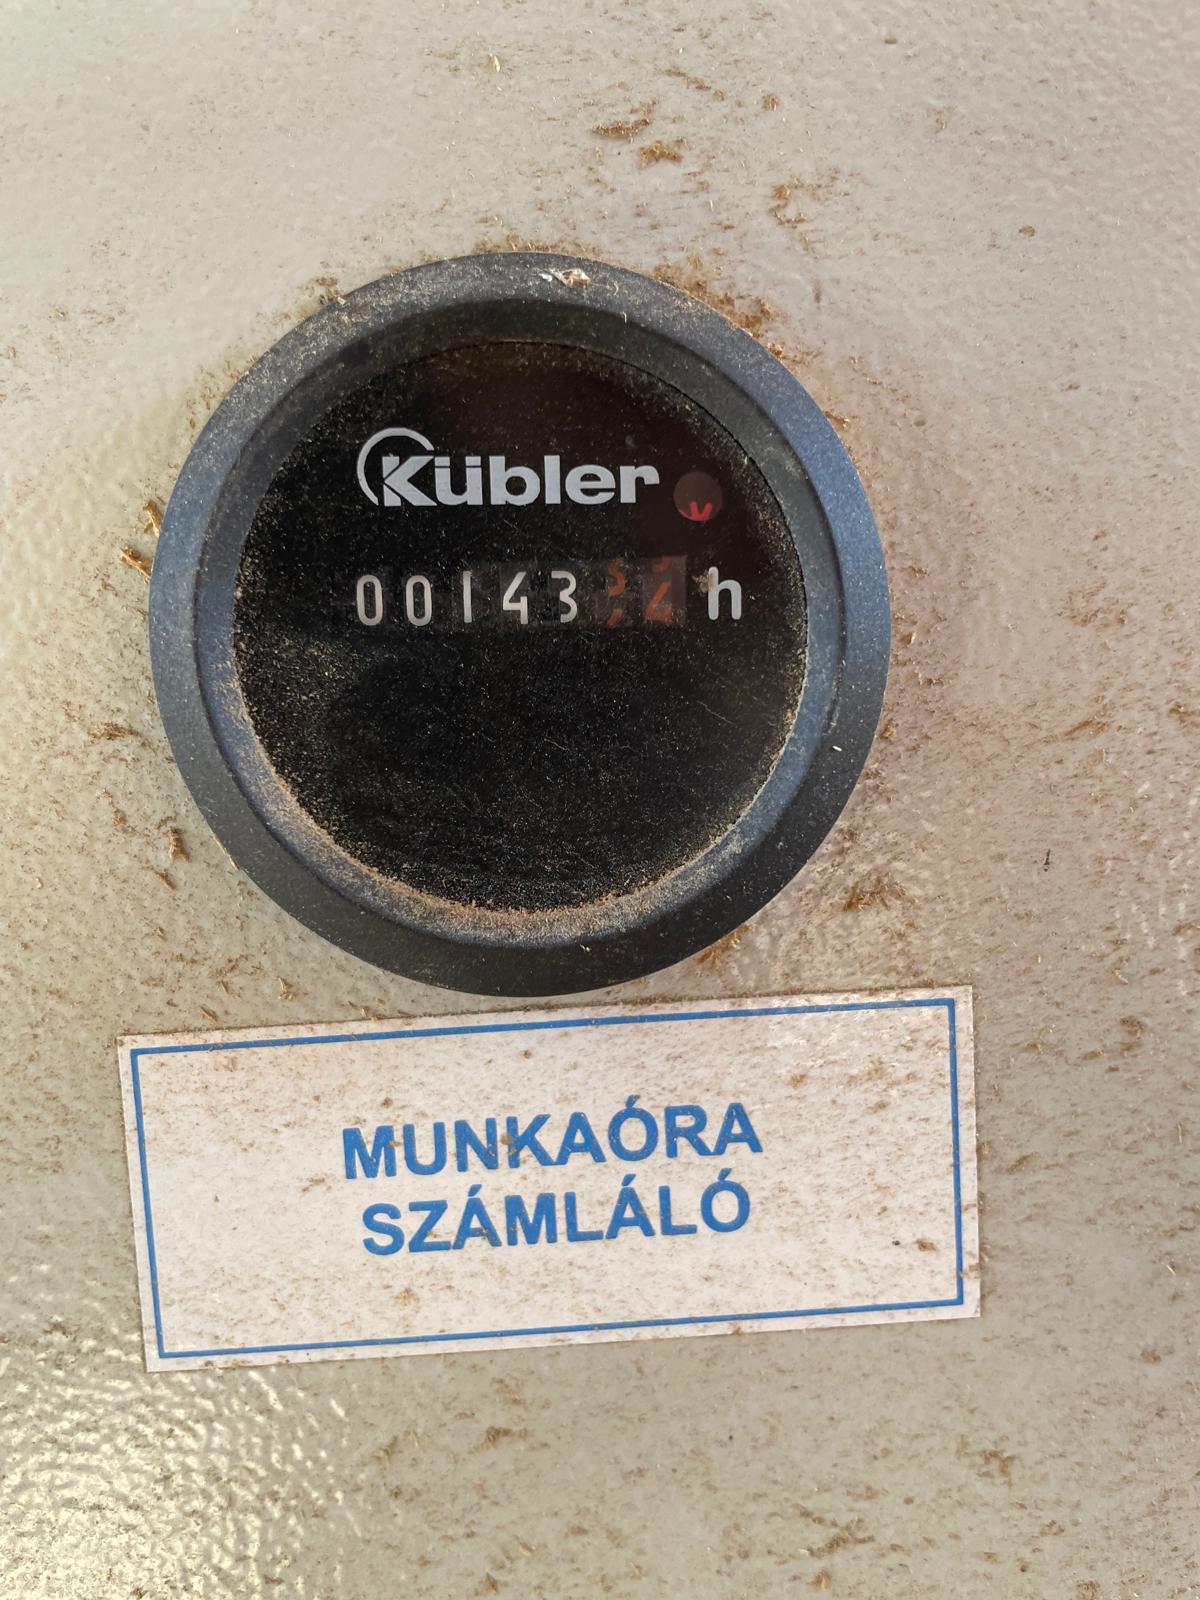 Kübler
00143 h
MUNKAÓRA
SZÁMLÁLÓ